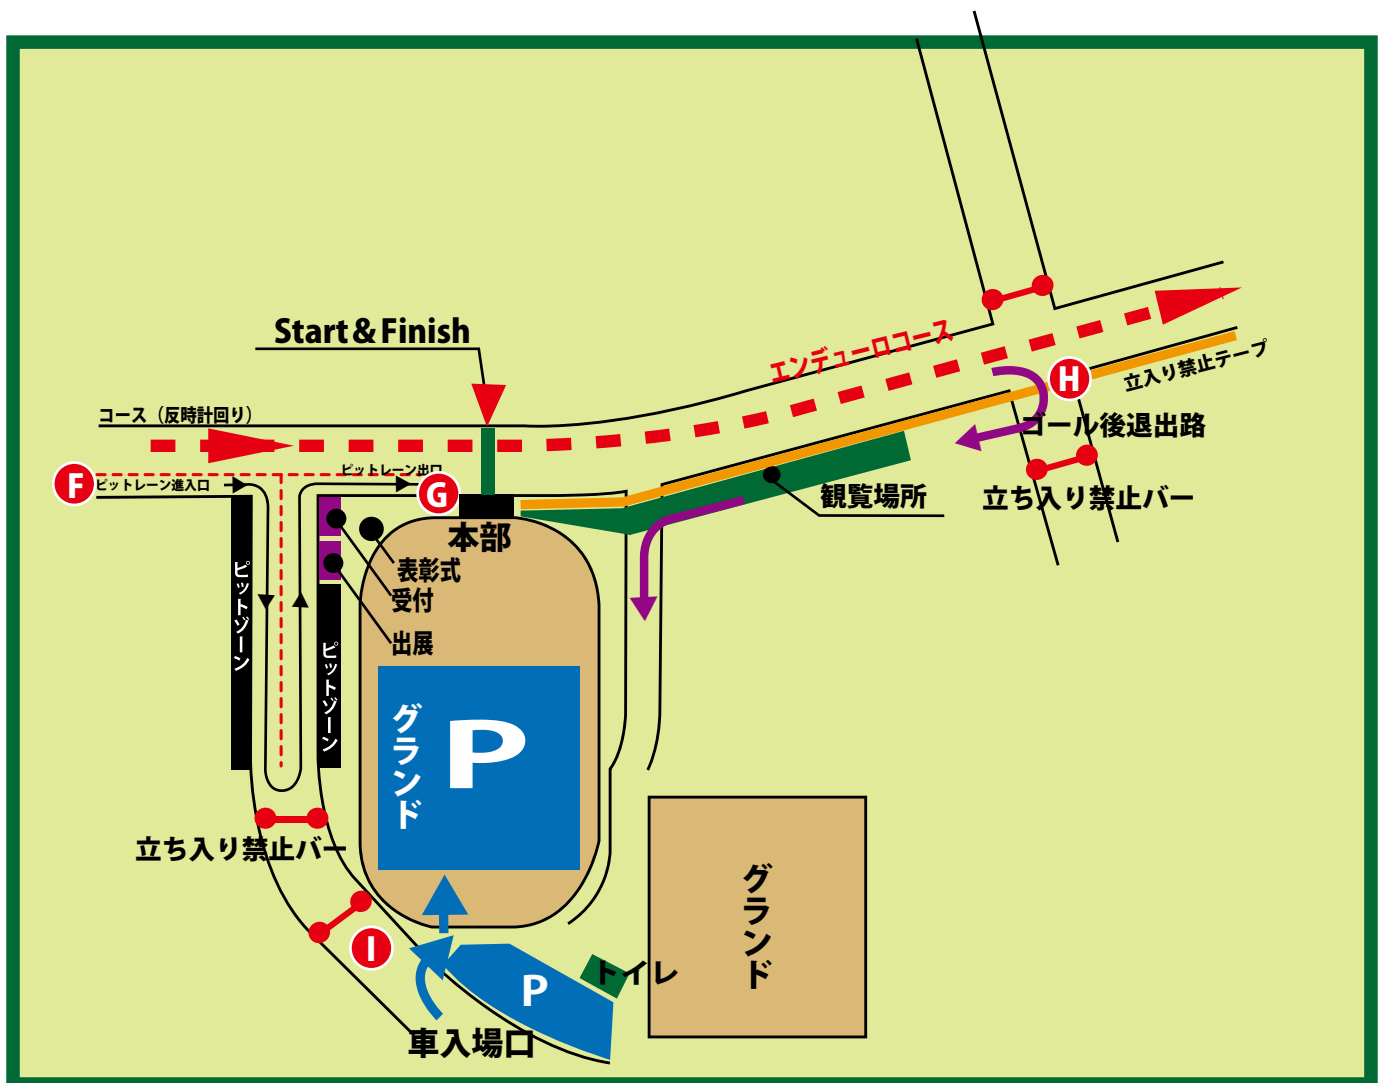 Start & Finish
エンデューロコース
立入り禁止テープ
H
コース（反時計回り）
ゴール後退出路
ピットレーン出口
F
ピットレーン進入口
G
観覧場所
立ち入り禁止バー
本部
表彰式
受付
出展
ピットゾーン
ピットゾーン
グランド
P
立ち入り禁止バー
グランド
I
トイレ
P
車入場口